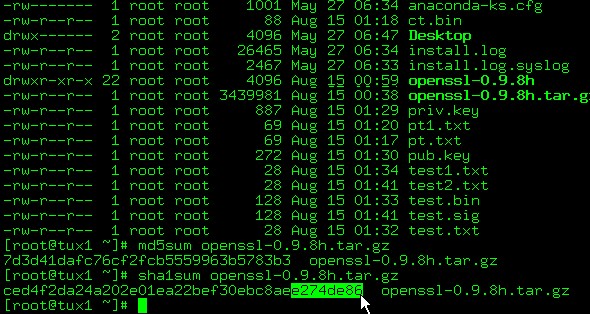 -rw------- 1 root root 1001 May 27 06:34 anaconda-ks.cfg
-rw-r--r-- 1 root root 88 Aug 15 01:18 ct.bin
drwx------ 2 root root 4096 May 27 06:47 Desktop
-rw-r--r-- 1 root root 26465 May 27 06:34 install.log
-rw-r--r-- 1 root root 2467 May 27 06:33 install.log.syslog
drwxr-xr-x 22 root root 4096 Aug 15 00:59 openssl-0.9.8h
-rw-r--r-- 1 root root 3439981 Aug 15 00:38 openssl-0.9.8h.tar.gz
-rw-r--r-- 1 root root 887 Aug 15 01:29 priv.key
-rw-r--r-- 1 root root 69 Aug 15 01:20 pt1.txt
-rw-r--r-- 1 root root 69 Aug 15 01:17 pt.txt
-rw-r--r-- 1 root root 272 Aug 15 01:30 pub.key
-rw-r--r-- 1 root root 28 Aug 15 01:34 test1.txt
-rw-r--r-- 1 root root 28 Aug 15 01:41 test2.txt
-rw-r--r-- 1 root root 128 Aug 15 01:33 test.bin
-rw-r--r-- 1 root root 128 Aug 15 01:41 test.sig
-rw-r--r-- 1 root root 28 Aug 15 01:32 test.txt
[root@tux1 ~]# md5sum openssl-0.9.8h.tar.gz
7d3d41dafc76cf2fcb5559963b5783b3  openssl-0.9.8h.tar.gz
[root@tux1 ~]# sha1sum openssl-0.9.8h.tar.gz
ced4f2da24a202e01ea22bef30ebc8aee274de86  openssl-0.9.8h.tar.gz
[root@tux1 ~]#